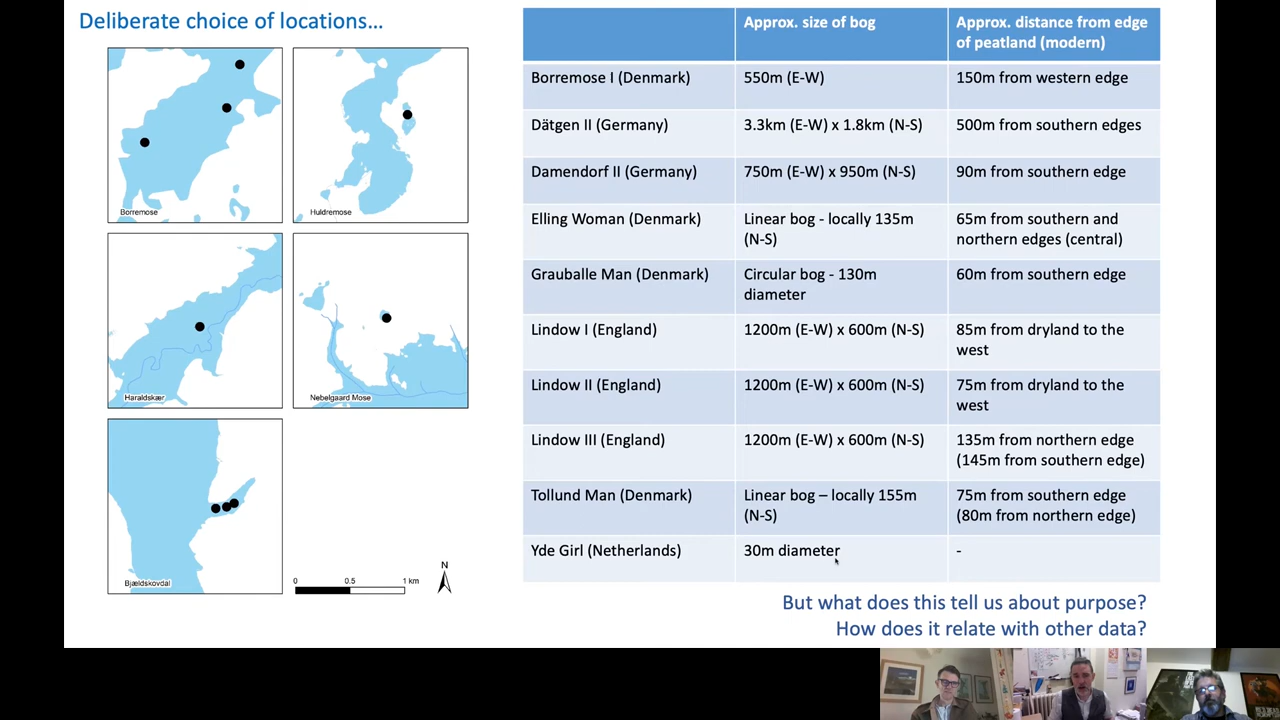 Deliberate choice of locations…
Borremose
Huldremose
Haraldskær
Nebelgaard Mose
Bjældskovdal
0 0.5 1 km
N
Approx. size of bog
Approx. distance from edge
of peatland (modern)
Borremose I (Denmark)
550m (E-W)
150m from western edge
Dätgen II (Germany)
3.3km (E-W) x 1.8km (N-S)
500m from southern edges
Damendorf II (Germany)
750m (E-W) x 950m (N-S)
90m from southern edge
Elling Woman (Denmark)
Linear bog - locally 135m
(N-S)
65m from southern and
northern edges (central)
Grauballe Man (Denmark)
Circular bog - 130m
diameter
60m from southern edge
Lindow I (England)
1200m (E-W) x 600m (N-S)
85m from dryland to the
west
Lindow II (England)
1200m (E-W) x 600m (N-S)
75m from dryland to the
west
Lindow III (England)
1200m (E-W) x 600m (N-S)
135m from northern edge
(145m from southern edge)
Tollund Man (Denmark)
Linear bog – locally 155m
(N-S)
75m from southern edge
(80m from northern edge)
Yde Girl (Netherlands)
30m diameter
-
But what does this tell us about purpose?
How does it relate with other data?